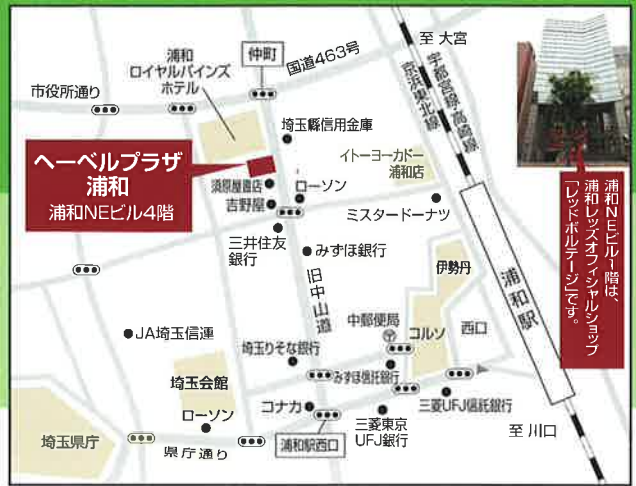 至 大宮
国道463号
仲町
浦和
ロイヤルパインズ
ホテル
市役所通り
宇都宮線・高崎線
京浜東北線
埼玉縣信用金庫
イトーヨーカドー
浦和店
ヘーベルプラザ
浦和
浦和NEビル4階
須原屋書店
ローソン
吉野屋
ミスタードーナツ
三井住友
銀行
みずほ銀行
浦和NEビル1階は、
浦和レッズオフィシャルショップ
「レッドボルテージ」です。
伊勢丹
浦和駅
旧中山道
中郵便局
コルソ
西口
JA埼玉信連
埼玉りそな銀行
みずほ信託銀行
埼玉会館
コナカ
三菱UFJ信託銀行
ローソン
三菱東京
UFJ銀行
至 川口
埼玉県庁
県庁通り
浦和駅西口